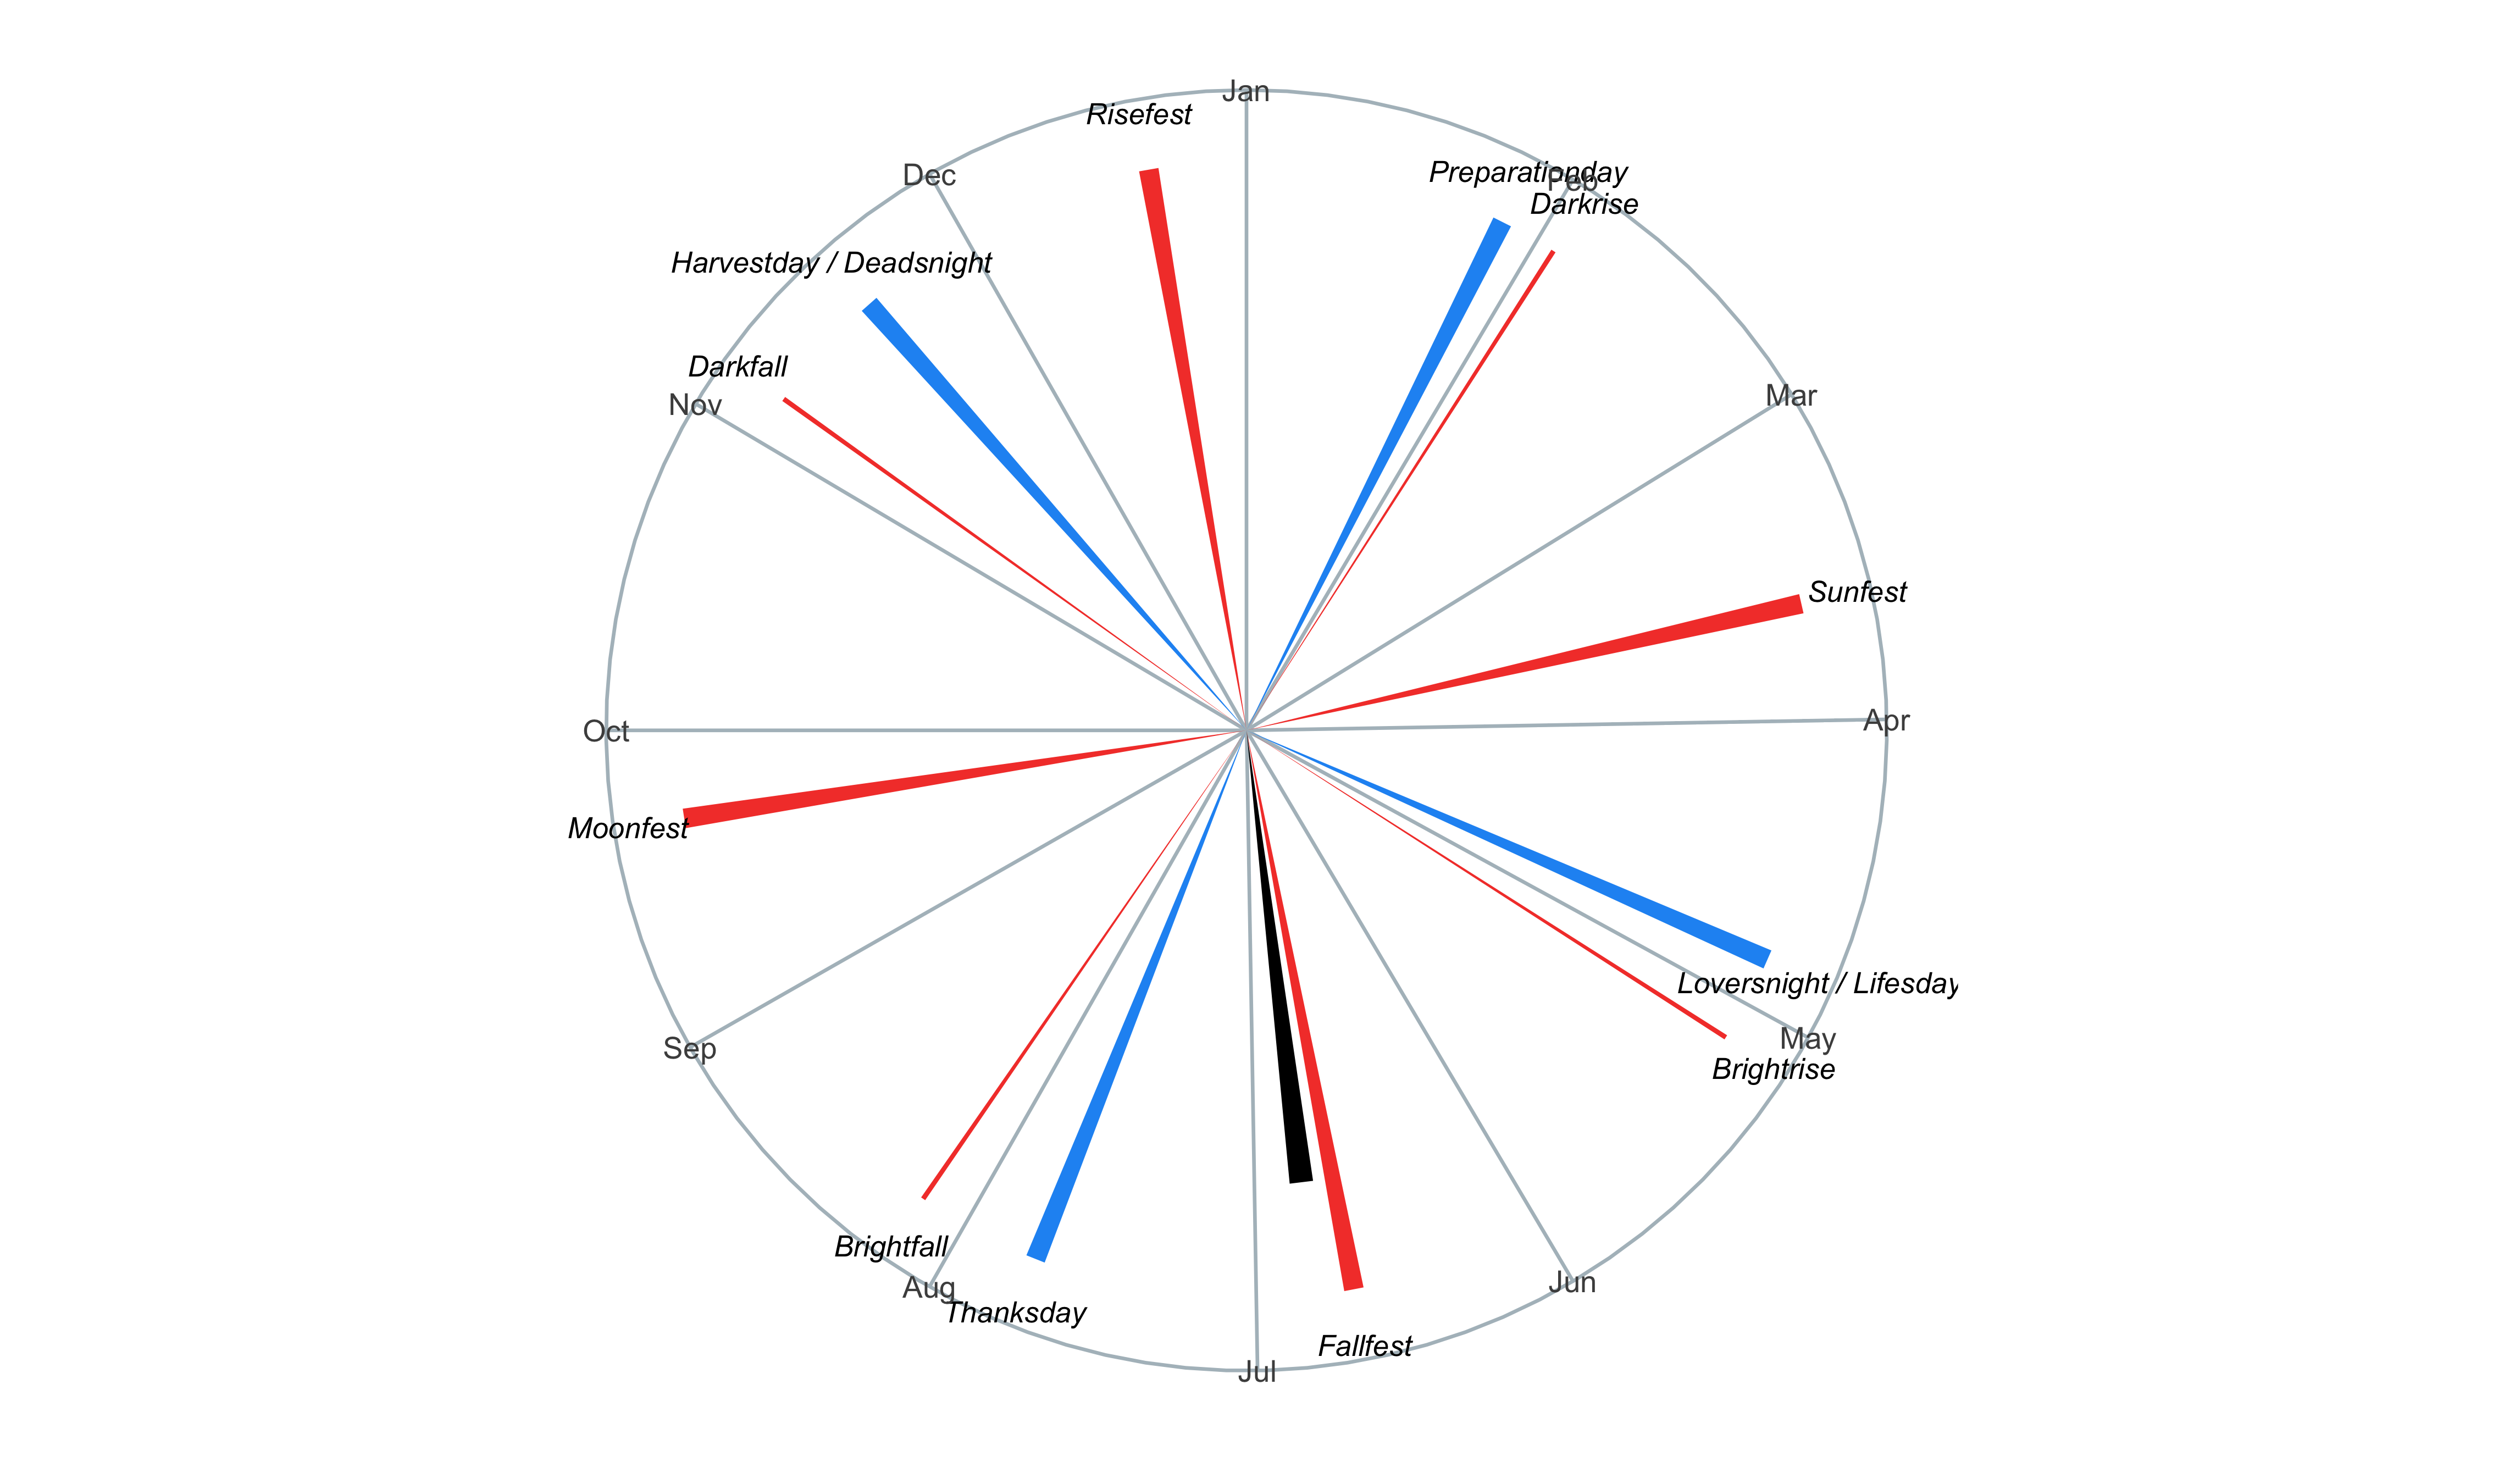 Jan
Risefest
Preparationday
Dec
Feb
Darkrise
Harvestday / Deadsnight
Darkfall
Mar
Nov
Sunfest
Apr
Oct
Moonfest
Loversnight / Lifesday
May
Sep
Brightrise
Brightfall
Jun
Aug
Thanksday
Fallfest
Jul